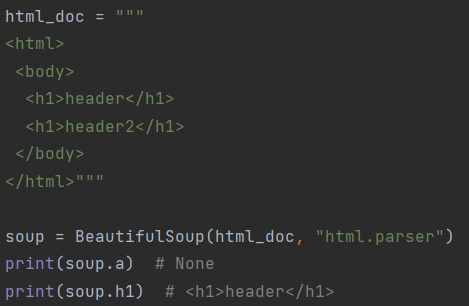 html_doc = """
<html>
 <body>
  <h1>header</h1>
  <h1>header2</h1>
 </body>
</html>"""

soup = BeautifulSoup(html_doc, "html.parser")
print(soup.a)  # None
print(soup.h1)  # <h1>header</h1>